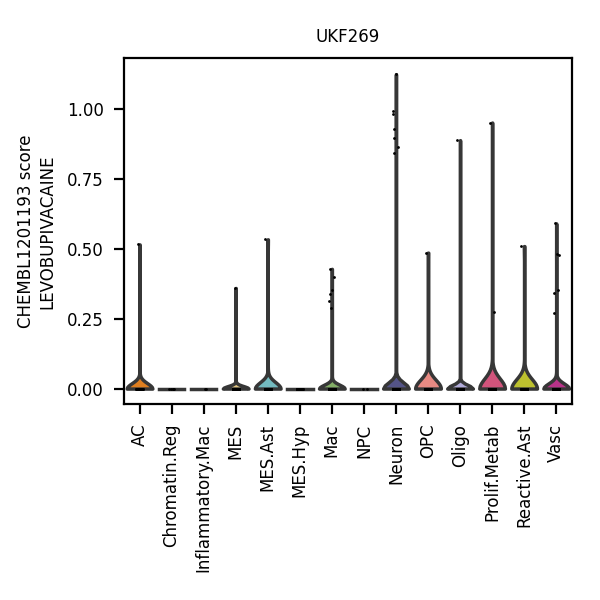 UKF269
CHEMBL1201193 score
LEVOBUPIVACAINE
1.00
0.75
0.50
0.25
0.00
AC
Chromatin.Reg
Inflammatory.Mac
MES
MES.Ast
MES.Hyp
Mac
NPC
Neuron
OPC
Oligo
Prolif.Metab
Reactive.Ast
Vasc